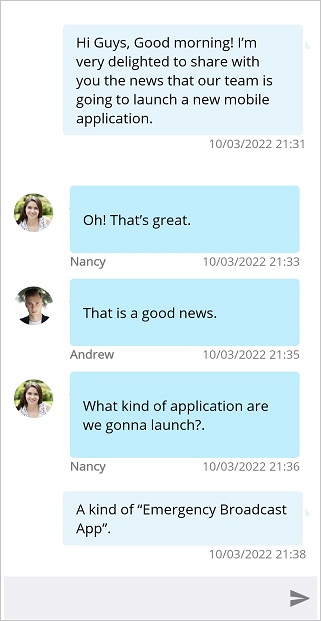 Hi Guys, Good morning! I'm
very delighted to share with
you the news that our team is
going to launch a new mobile
application.
10/03/2022 21:31
Oh! That's great.
Nancy 10/03/2022 21:33
That is a good news.
Andrew 10/03/2022 21:35
What kind of application are
we gonna launch?.
Nancy 10/03/2022 21:36
A kind of “Emergency Broadcast
App”.
10/03/2022 21:38